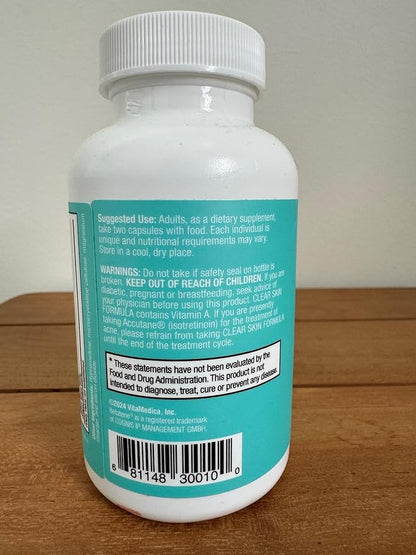 Suggested Use: Adults, as a dietary supplement,
take two capsules with food. Each individual is
unique and nutritional requirements may vary.
Store in a cool, dry place.
WARNINGS: Do not take if safety seal on bottle is
broken. KEEP OUT OF REACH OF CHILDREN. If you are
diabetic, pregnant or breastfeeding, seek advice of
your physician before using this product. CLEAR SKIN
FORMULA contains Vitamin A. If you are presently
taking Accutane® (isotretinoin) for the treatment of
acne, please refrain from taking CLEAR SKIN FORMULA
until the end of the treatment cycle.
* These statements have not been evaluated by the
Food and Drug Administration. This product is not
intended to diagnose, treat, cure or prevent any disease.
©2024 VitaMedica, Inc.
Betatene® is a registered trademark
of COGNIS IP MANAGEMENT GMBH.
6 81148 30010 0